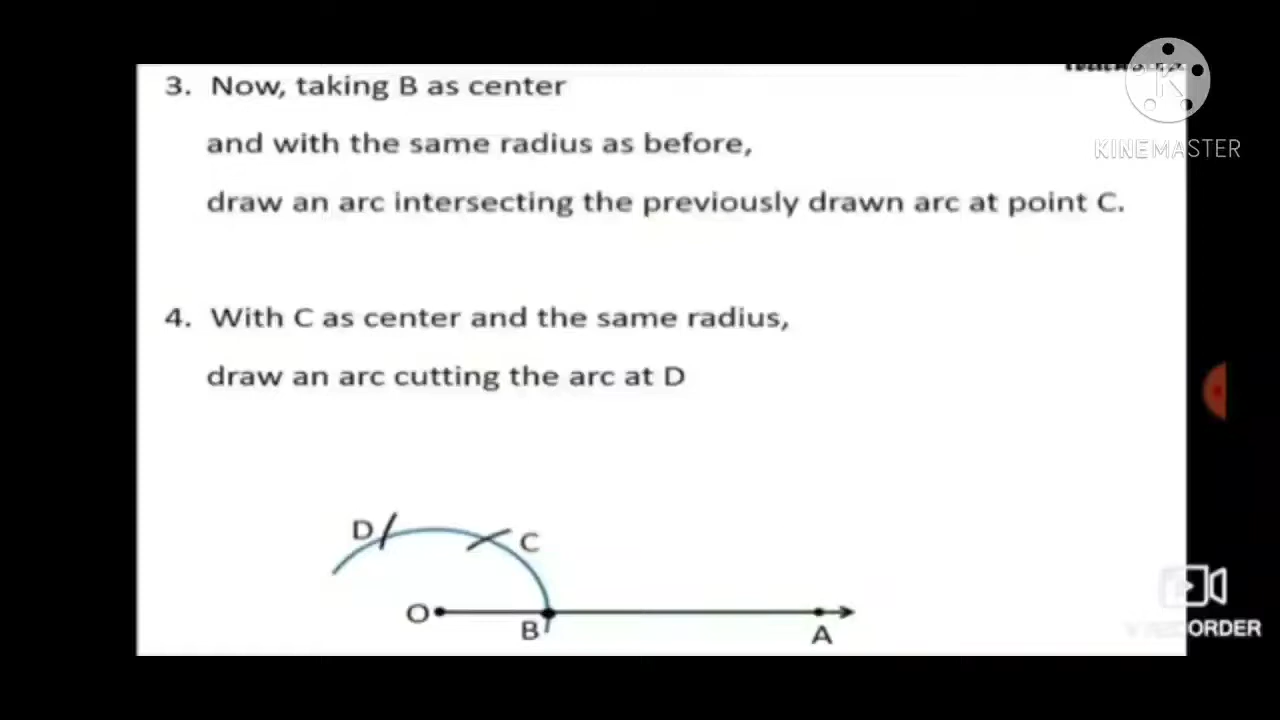 3. Now, taking B as center
and with the same radius as before,
draw an arc intersecting the previously drawn arc at point C.
4. With C as center and the same radius,
draw an arc cutting the arc at D
D
C
O
B
A
K
KINEMASTER
ORDER